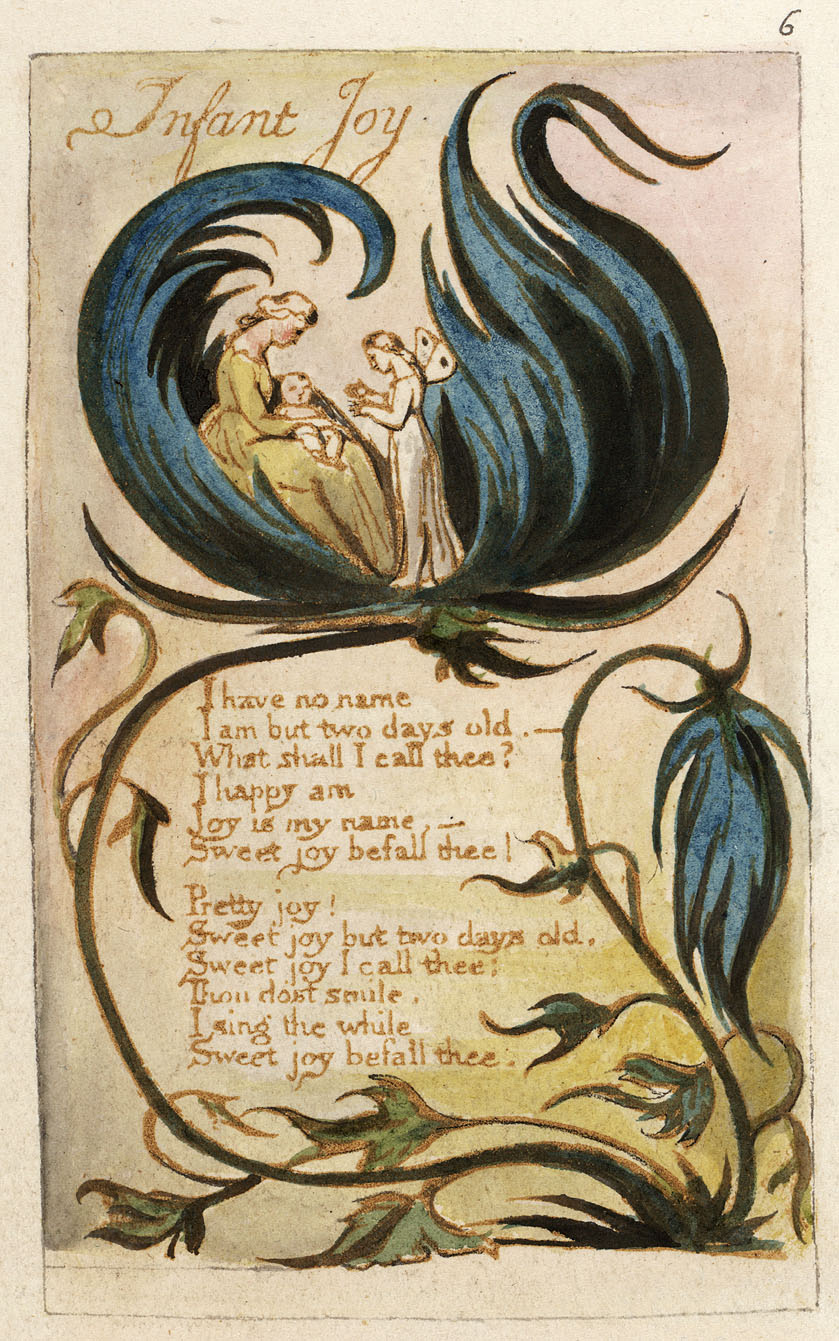 6
Infant Joy
I have no name
I am but two days old.—
What shall I call thee?
I happy am
Joy is my name,—
Sweet joy befall thee!
Pretty joy!
Sweet joy but two days old.
Sweet joy I call thee:
Thou dost smile.
I sing the while
Sweet joy befall thee.